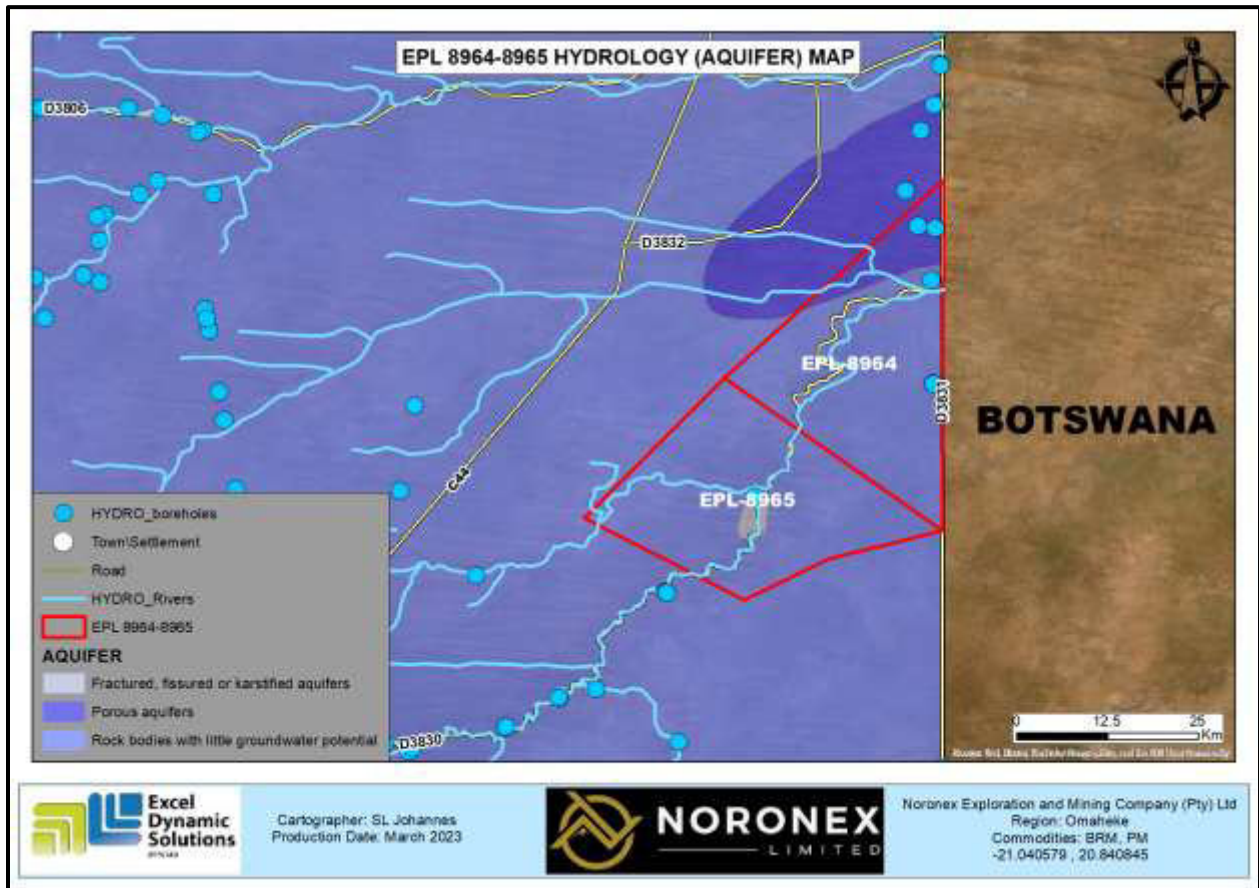 EPL 8964-8965 HYDROLOGY (AQUIFER) MAP
D3806
D3832
EPL-8964
D3831
BOTSWANA
C44
EPL-8965
D3830
HYDRO_boreholes
Town\Settlement
Road
HYDRO_Rivers
EPL 8964-8965
AQUIFER
Fractured, fissured or karstified aquifers
Porous aquifers
Rock bodies with little groundwater potential
0 12.5 25
Km
Excel
Dynamic
Solutions
Cartographer: SL Johannes
Production Date: March 2023
NORONEX
LIMITED
Noronex Exploration and Mining Company (Pty) Ltd
Region: Omaheke
Commodities: BRM, PM
-21.040579 , 20.840845